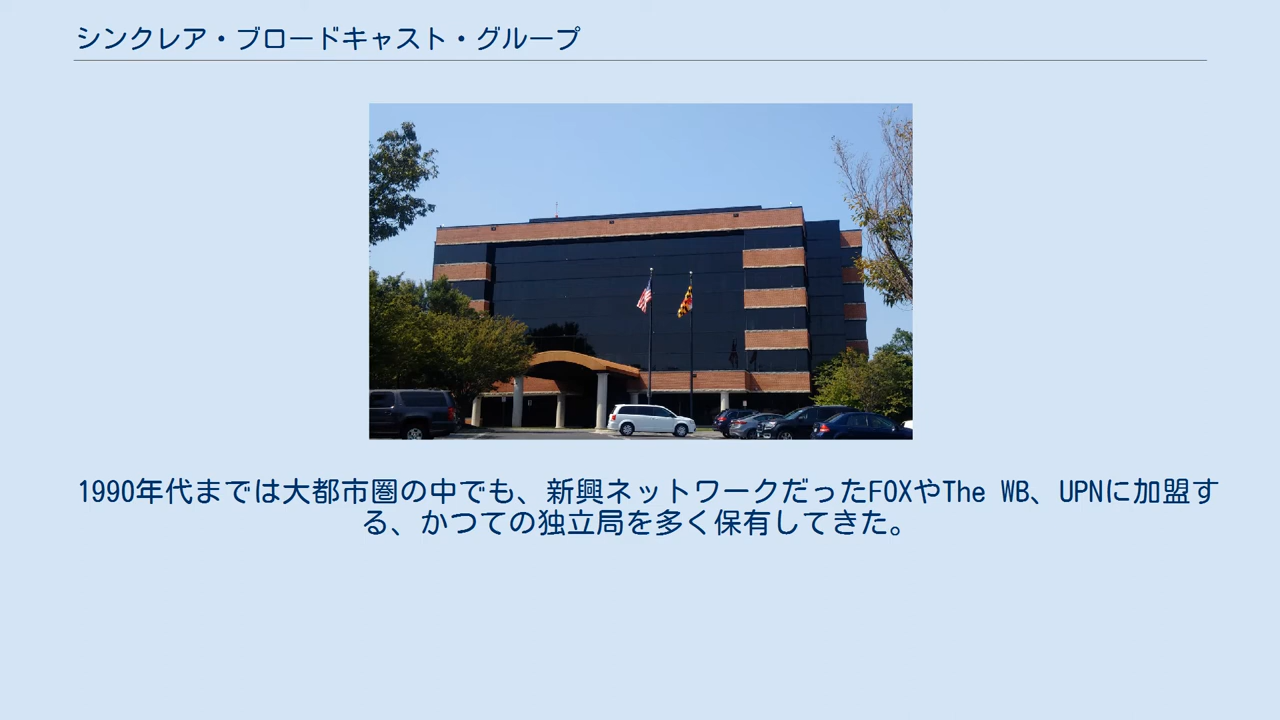 シンクレア・ブロードキャスト・グループ
1990年代までは大都市圏の中でも、新興ネットワークだったFOXやThe WB、UPNに加盟す
る、かつての独立局を多く保有してきた。